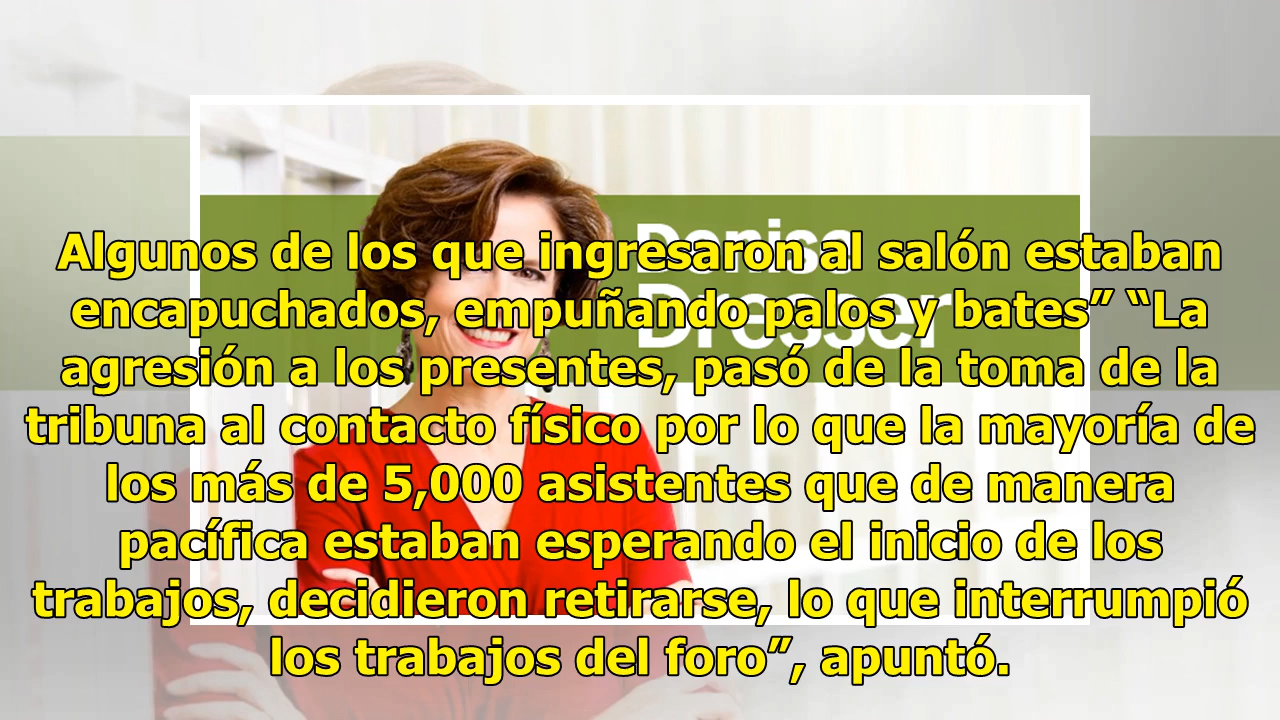 Denise
Dresser
Algunos de los que ingresaron al salón estaban
encapuchados, empuñando palos y bates” “La
agresión a los presentes, pasó de la toma de la
tribuna al contacto físico por lo que la mayoría de
los más de 5,000 asistentes que de manera
pacífica estaban esperando el inicio de los
trabajos, decidieron retirarse, lo que interrumpió
los trabajos del foro”, apuntó.